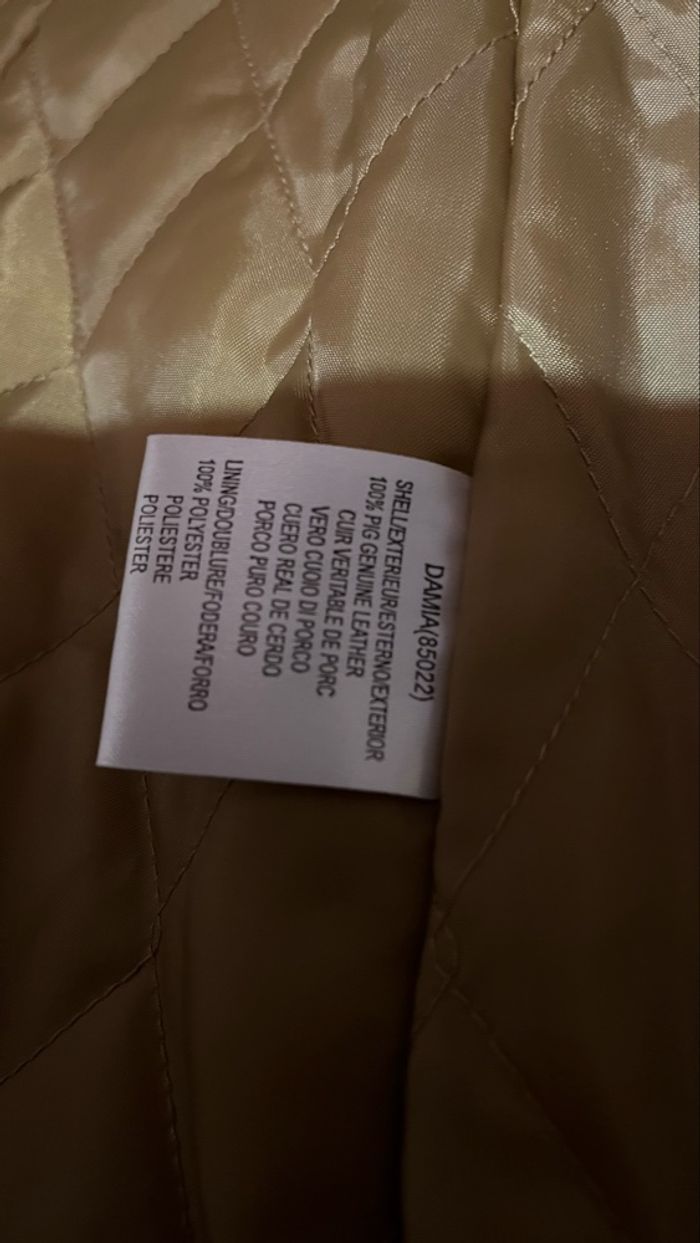 DAMIA(85022)
SHELL/EXTERIEUR/ESTERNO/EXTERIOR
100% PIG GENUINE LEATHER
CUIR VERITABLE DE PORC
VERO CUOIO DI PORCO
CUERO REAL DE CERDO
PORCO PURO COURO
LINING/DOUBLURE/FODERA/FORRO
100% POLYESTER
POLIESTERE
POLIESTER